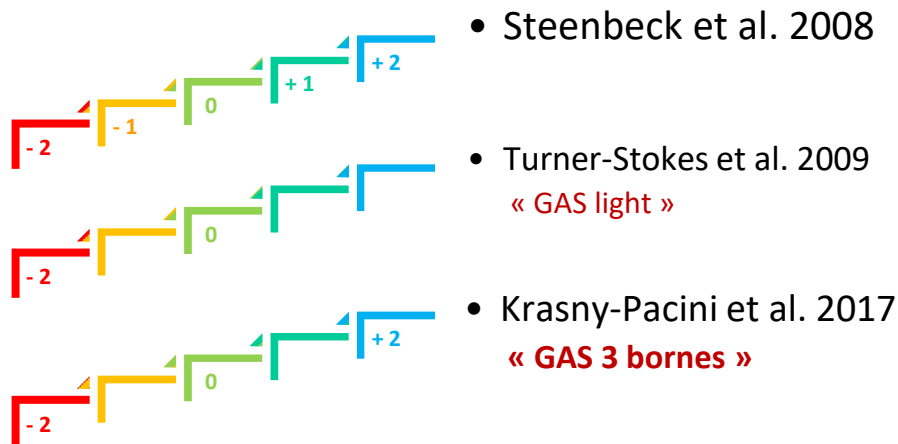 • Steenbeck et al. 2008
- 2
- 1
0
+ 1
+ 2
• Turner-Stokes et al. 2009
« GAS light »
- 2
0
• Krasny-Pacini et al. 2017
« GAS 3 bornes »
- 2
0
+ 2